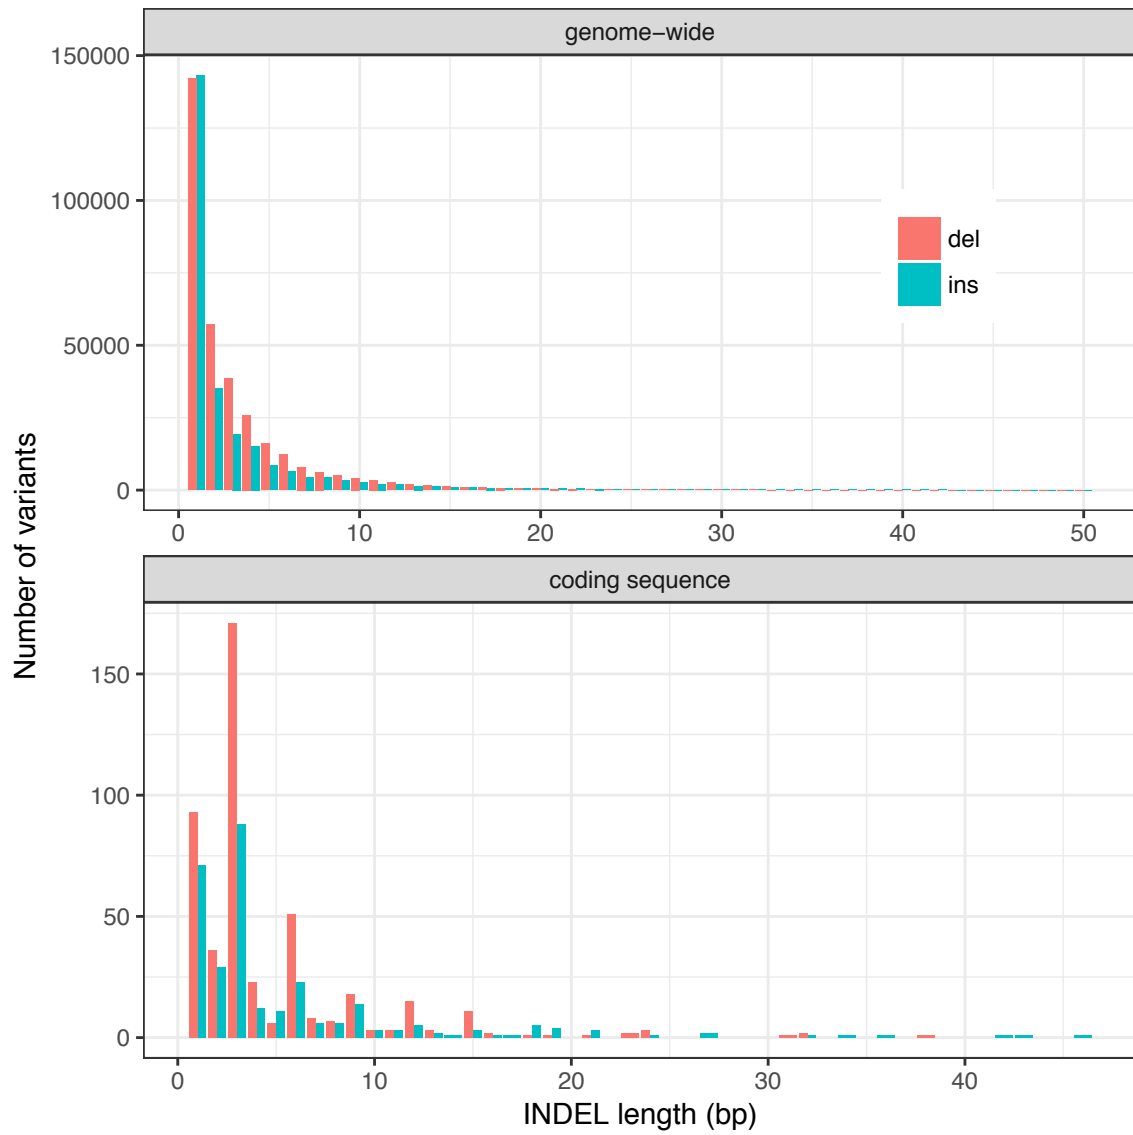 genome−wide
150000
100000
50000
0
del
ins
0 10 20 30 40 50
Number of variants
coding sequence
150
100
50
0
0 10 20 30 40
INDEL length (bp)